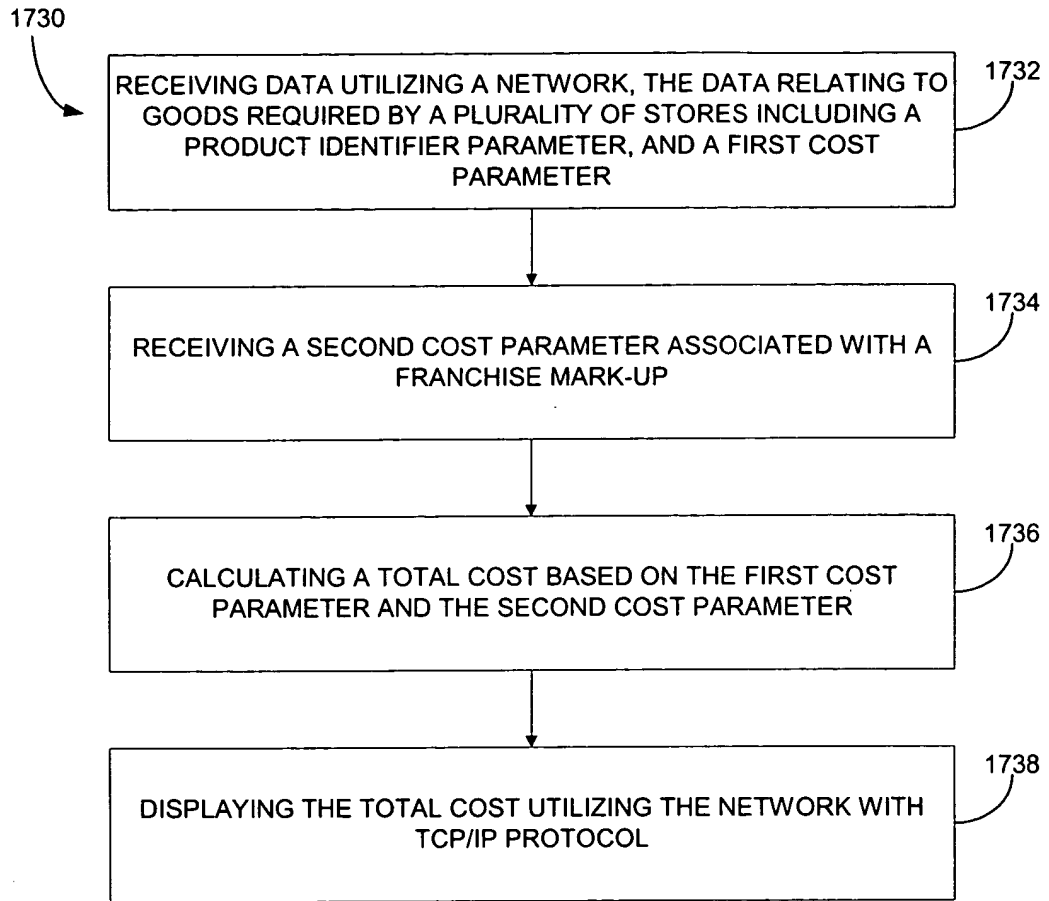 1730
RECEIVING DATA UTILIZING A NETWORK, THE DATA RELATING TO
GOODS REQUIRED BY A PLURALITY OF STORES INCLUDING A
PRODUCT IDENTIFIER PARAMETER, AND A FIRST COST
PARAMETER
1732
RECEIVING A SECOND COST PARAMETER ASSOCIATED WITH A
FRANCHISE MARK-UP
1734
CALCULATING A TOTAL COST BASED ON THE FIRST COST
PARAMETER AND THE SECOND COST PARAMETER
1736
DISPLAYING THE TOTAL COST UTILIZING THE NETWORK WITH
TCP/IP PROTOCOL
1738